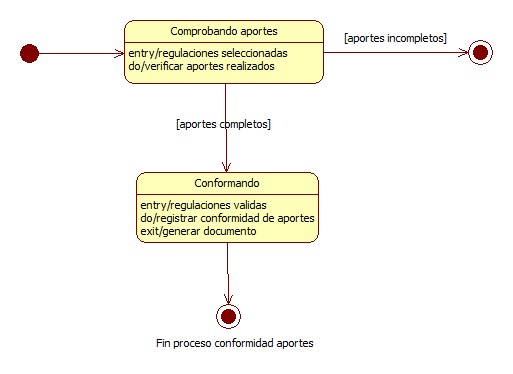 Comprobando aportes
entry/regulaciones seleccionadas
do/verificar aportes realizados
[aportes incompletos]
[aportes completos]
Conformando
entry/regulaciones validas
do/registrar conformidad de aportes
exit/generar documento
Fin proceso conformidad aportes